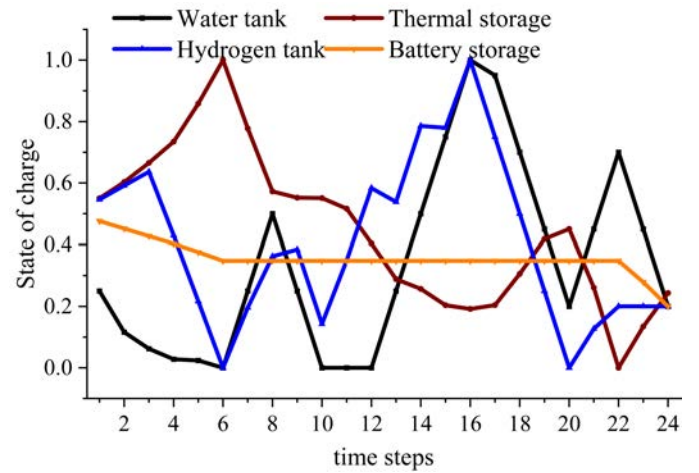 Water tank Thermal storage
Hydrogen tank Battery storage
1.0
0.8
0.6
0.4
0.2
0.0
State of charge
2 4 6 8 10 12 14 16 18 20 22 24
time steps